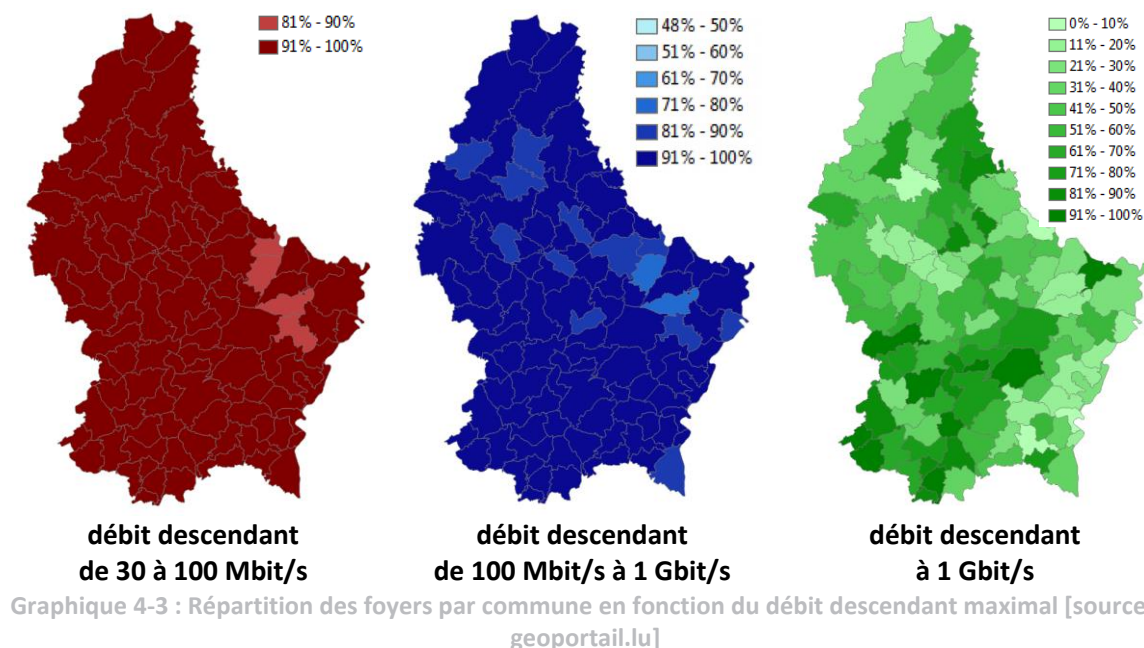 81% - 90%
91% - 100%
48% - 50%
51% - 60%
61% - 70%
71% - 80%
81% - 90%
91% - 100%
0% - 10%
11% - 20%
21% - 30%
31% - 40%
41% - 50%
51% - 60%
61% - 70%
71% - 80%
81% - 90%
91% - 100%
débit descendant
de 30 à 100 Mbit/s
débit descendant
de 100 Mbit/s à 1 Gbit/s
débit descendant
à 1 Gbit/s
Graphique 4-3 : Répartition des foyers par commune en fonction du débit descendant maximal [source
geoportail.lu]